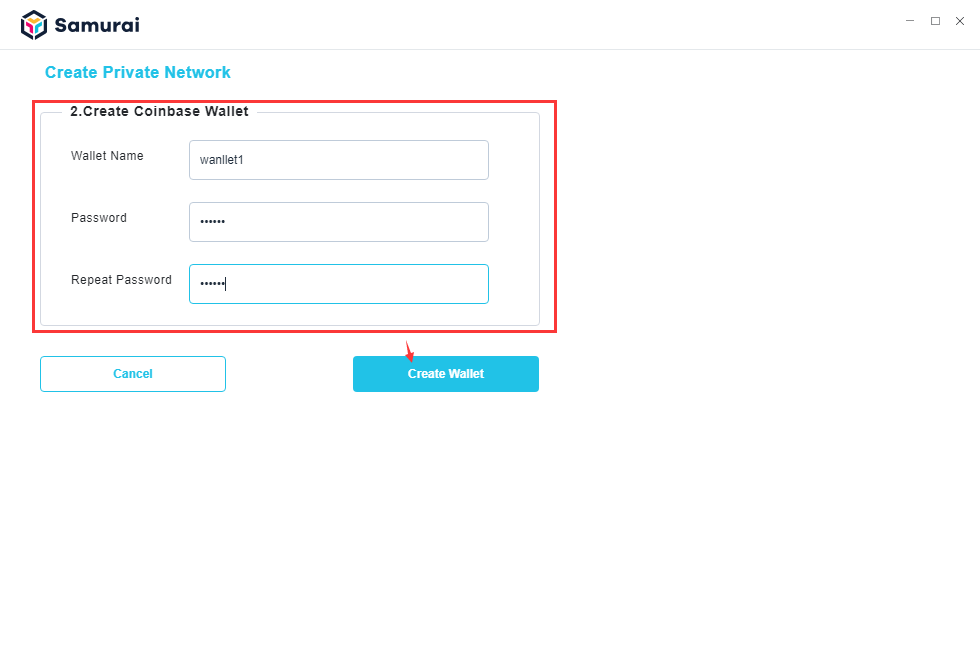 Samurai
Create Private Network
2.Create Coinbase Wallet
Wallet Name
wanllet1
Password
••••••
Repeat Password
••••••
Cancel
Create Wallet